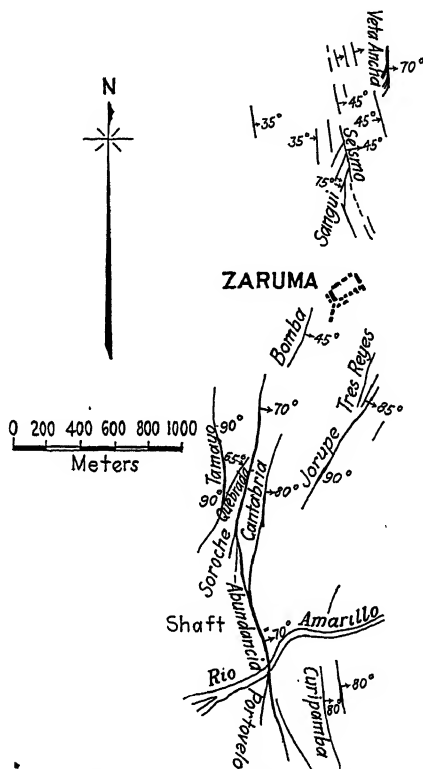 N
Veta Ancha
70°
35°
45°
35°
45°
Seismo
45°
75°
Sangui
ZARUMA
Bomba
45°
Tres Reyes
85°
Jorupe
90°
90°
70°
Tamayo
65°
90°
Quebrada
Cantabria
80°
Soroche
0 200 400 600 800 1000
Meters
Abundancia
Shaft
70°
Amarillo
Rio
Portovelo
Curipamba
80°
80°